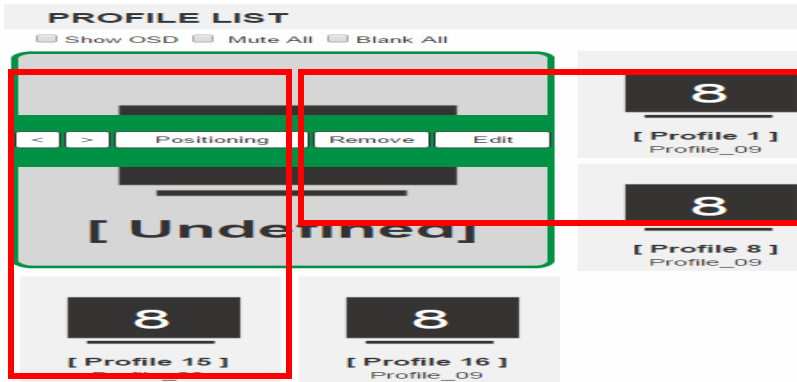 PROFILE LIST
Show OSD Mute All Blank All
8
[ Profile 1 ]
Profile_09
< > Positioning Remove Edit
[ Undefined]
8
[ Profile 8 ]
Profile_09
8
[ Profile 15 ]
8
[ Profile 16 ]
Profile_09